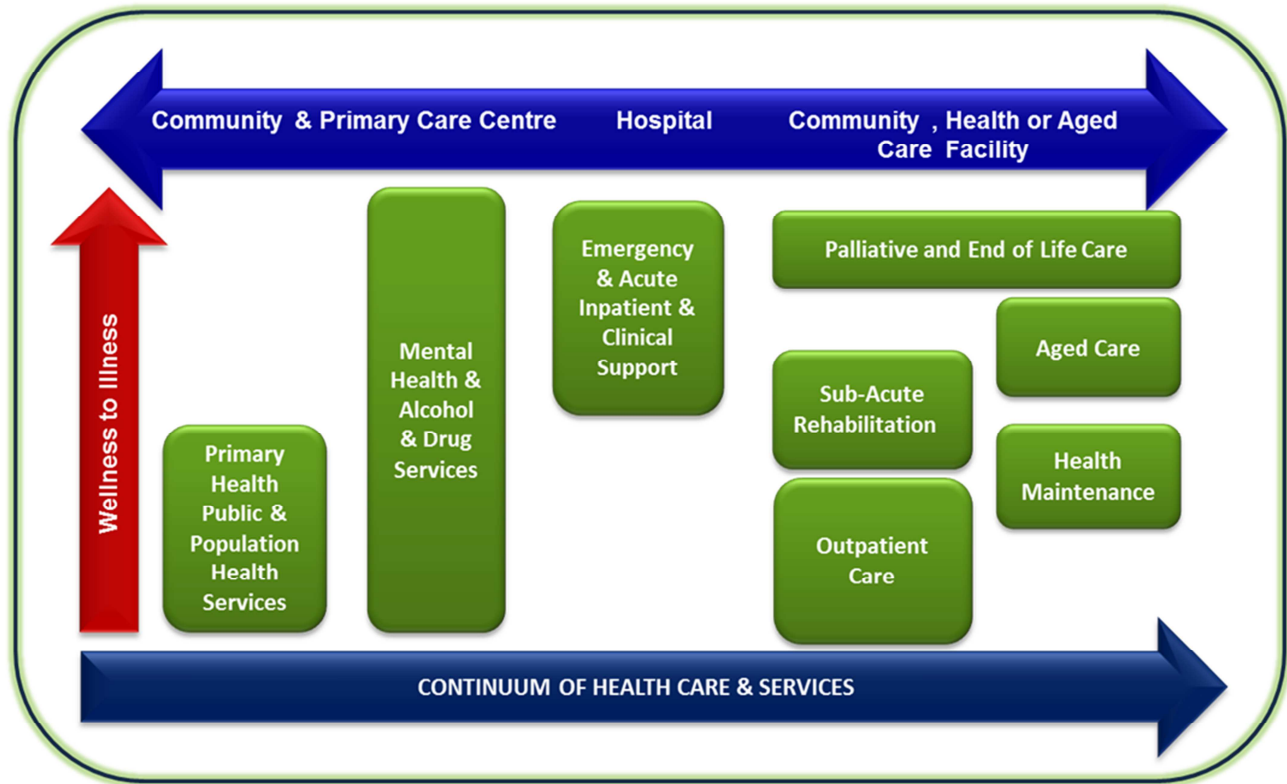 Community & Primary Care Centre
Hospital
Community , Health or Aged
Care Facility
Wellness to Illness
Primary
Health
Public &
Population
Health
Services
Mental
Health &
Alcohol
& Drug
Services
Emergency
& Acute
Inpatient &
Clinical
Support
Palliative and End of Life Care
Aged Care
Sub-Acute
Rehabilitation
Health
Maintenance
Outpatient
Care
CONTINUUM OF HEALTH CARE & SERVICES